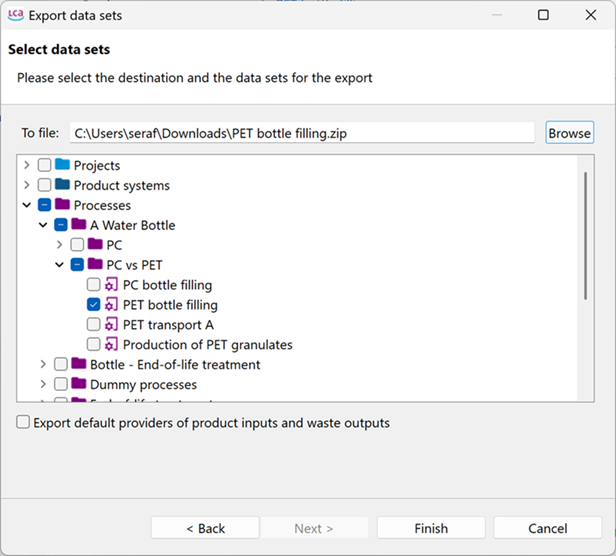 LCA Export data sets
Select data sets
Please select the destination and the data sets for the export
To file: C:\Users\seraf\Downloads\PET bottle filling.zip Browse
Projects
Product systems
Processes
A Water Bottle
PC
PC vs PET
PC bottle filling
PET bottle filling
PET transport A
Production of PET granulates
Bottle - End-of-life treatment
Dummy processes
Export default providers of product inputs and waste outputs
< Back Next > Finish Cancel